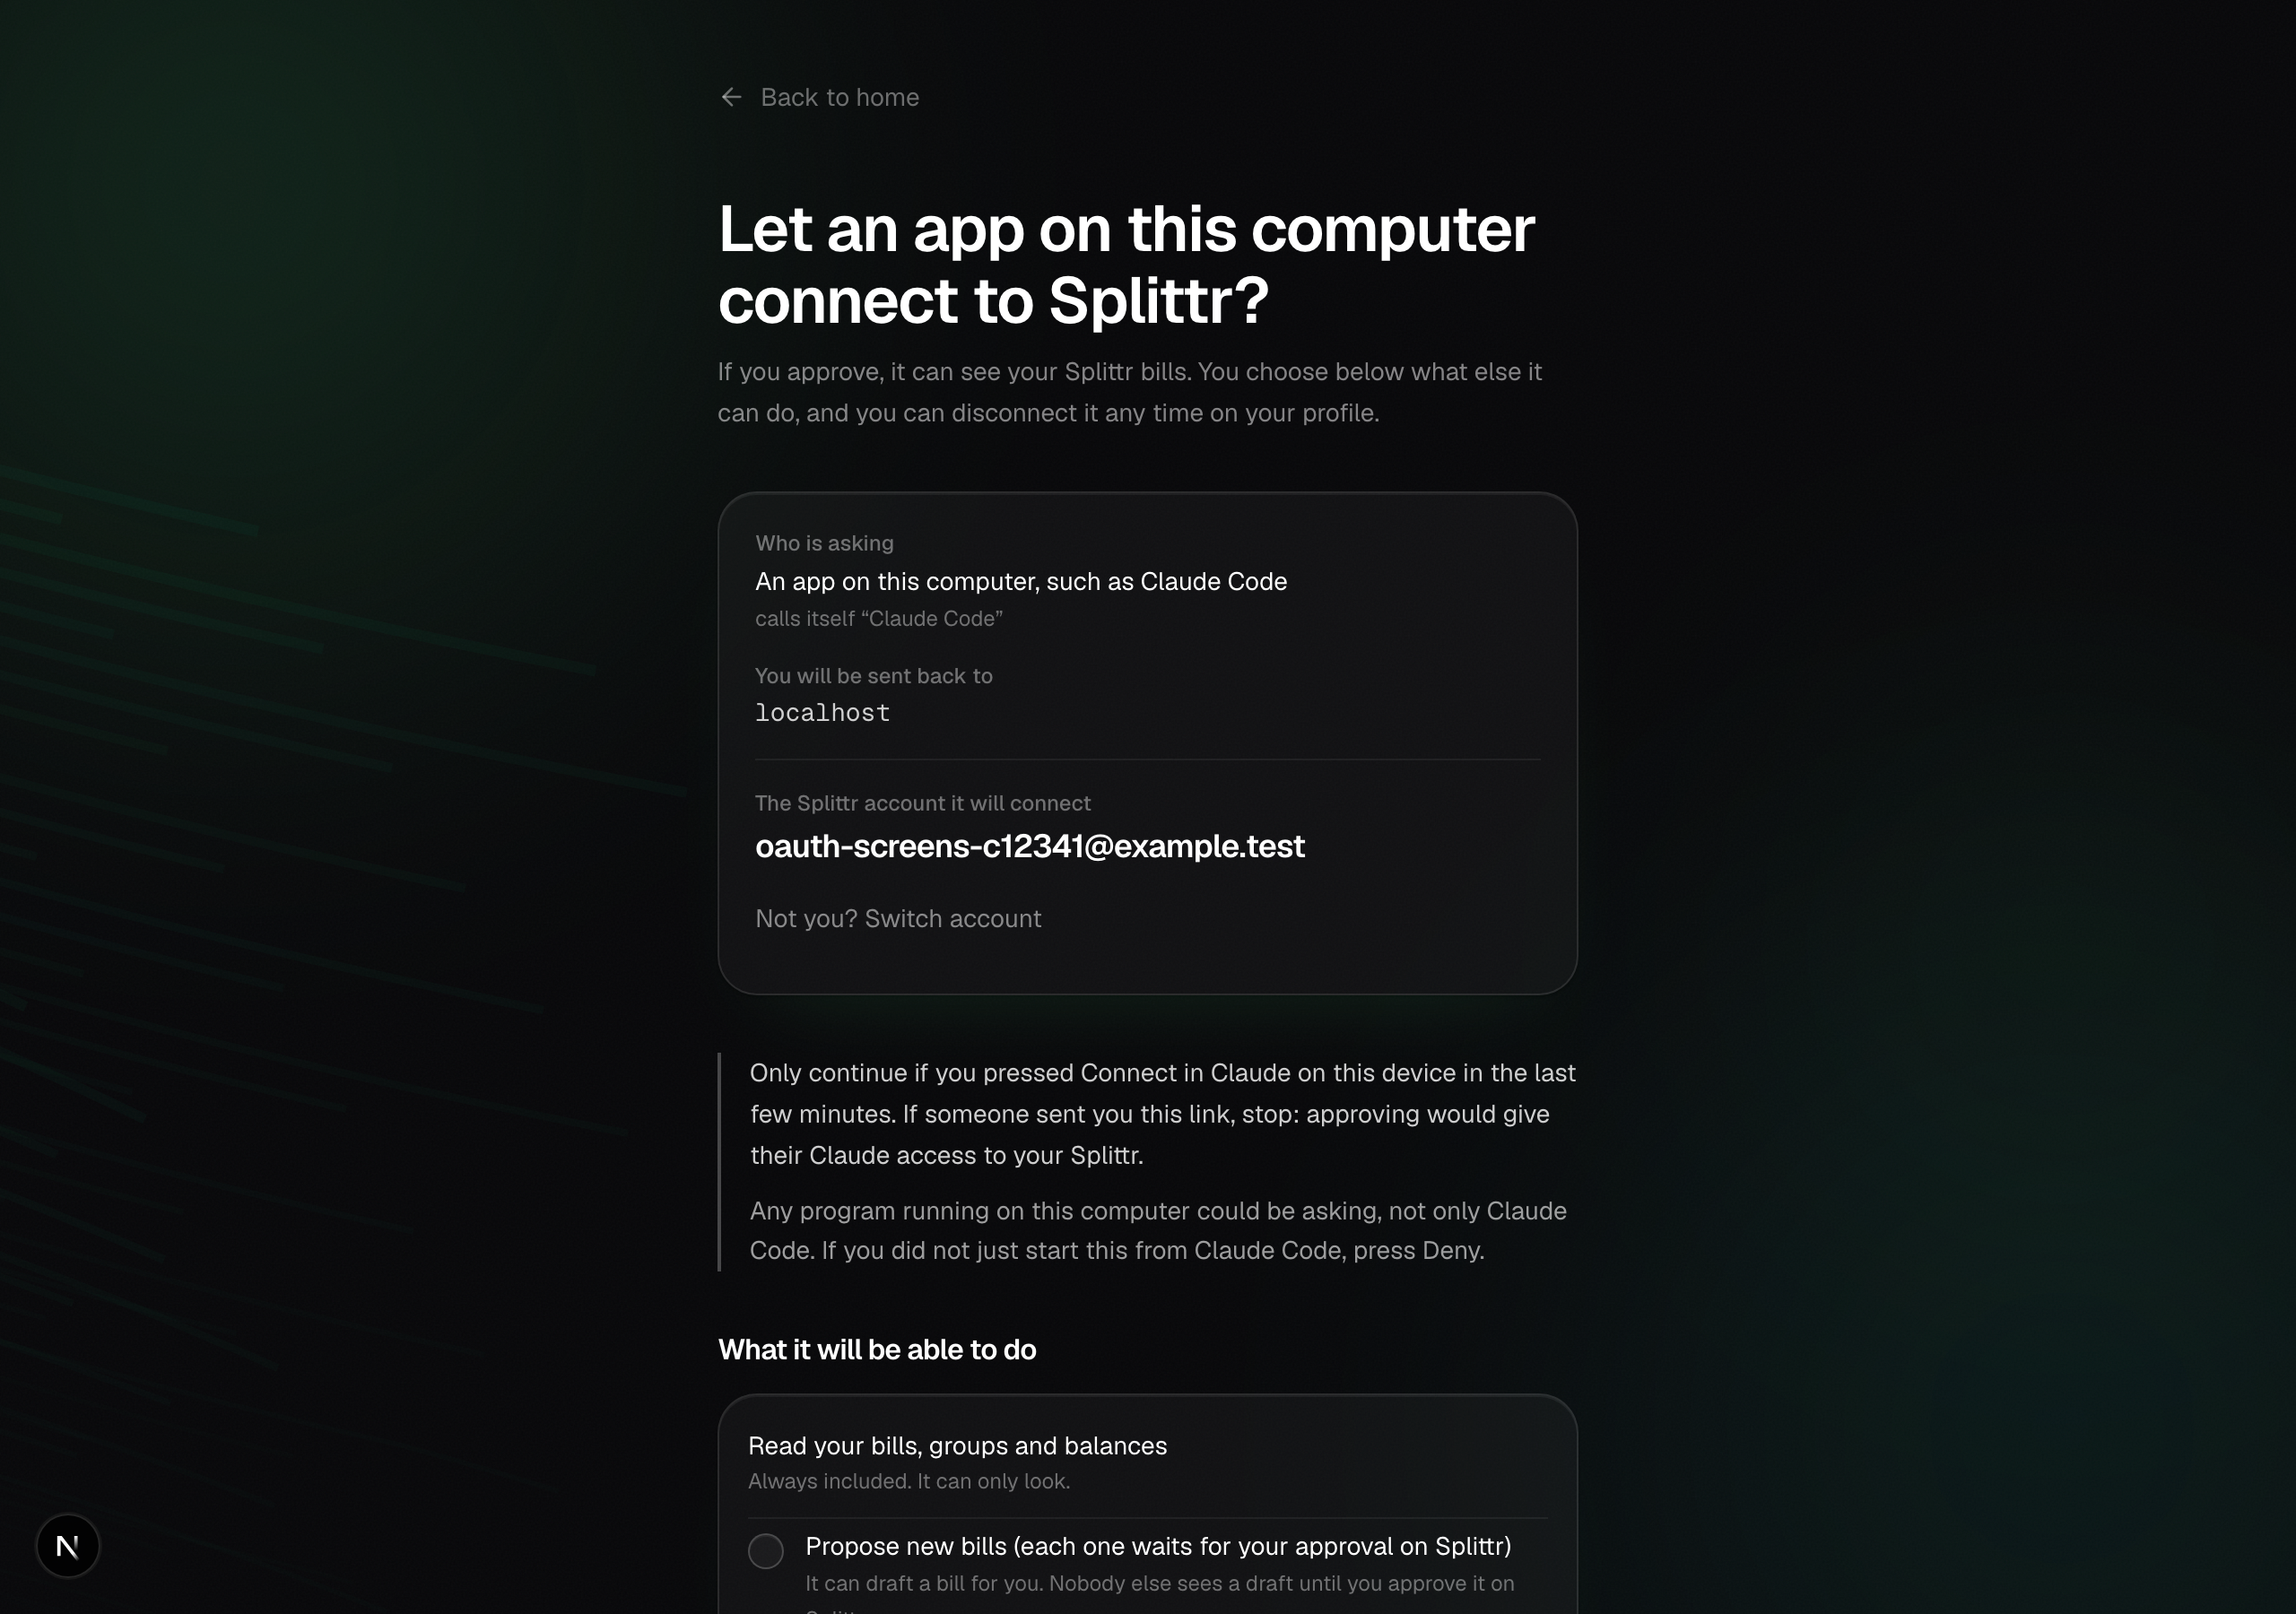 Back to home
Let an app on this computer
connect to Splittr?
If you approve, it can see your Splittr bills. You choose below what else it
can do, and you can disconnect it any time on your profile.
Who is asking
An app on this computer, such as Claude Code
calls itself “Claude Code”
You will be sent back to
localhost
The Splittr account it will connect
oauth-screens-c12341@example.test
Not you? Switch account
Only continue if you pressed Connect in Claude on this device in the last
few minutes. If someone sent you this link, stop: approving would give
their Claude access to your Splittr.
Any program running on this computer could be asking, not only Claude
Code. If you did not just start this from Claude Code, press Deny.
What it will be able to do
Read your bills, groups and balances
Always included. It can only look.
Propose new bills (each one waits for your approval on Splittr)
It can draft a bill for you. Nobody else sees a draft until you approve it on
N